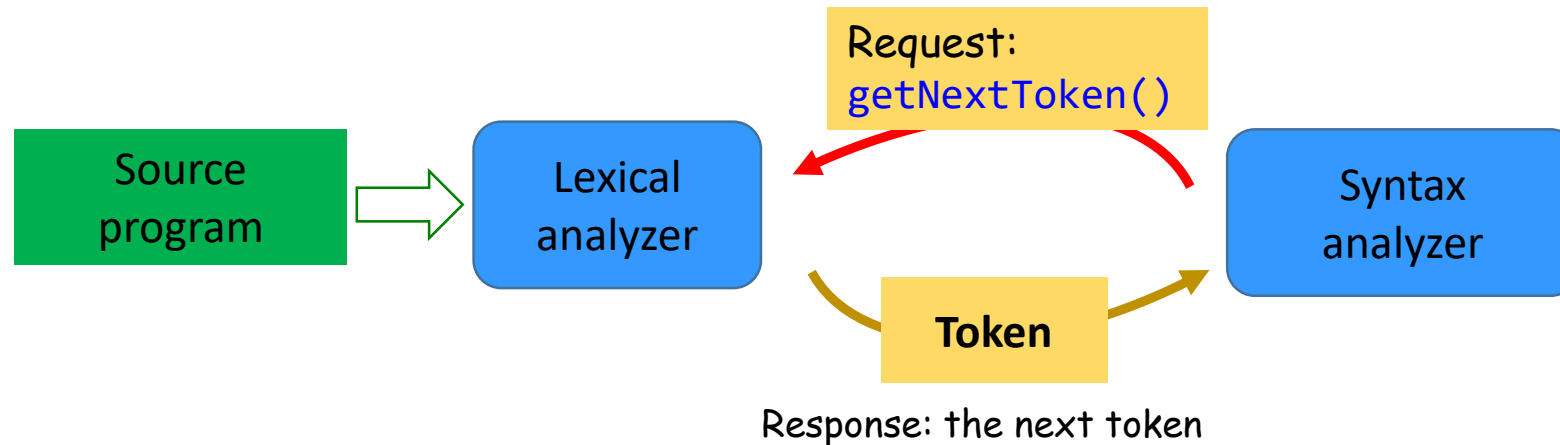 Request:
getNextToken()
Source
program
Lexical
analyzer
Syntax
analyzer
Token
Response: the next token